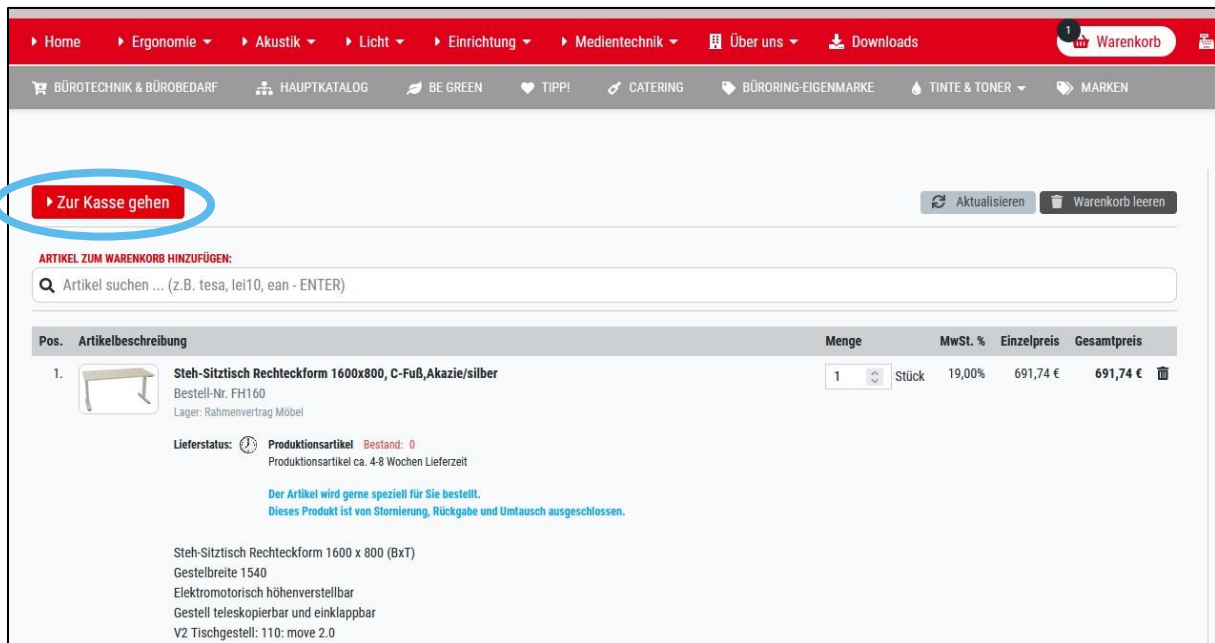 Home Ergonomie Akustik Licht Einrichtung Medientechnik Über uns Downloads 1 Warenkorb
BÜROTECHNIK & BÜROBEDARF HAUPTKATALOG BE GREEN TIPP! CATERING BÜRORING-EIGENMARKE TINTE & TONER MARKEN
Zur Kasse gehen Aktualisieren Warenkorb leeren
ARTIKEL ZUM WARENKORB HINZUFÜGEN:
Artikel suchen ... (z.B. tesa, lei10, ean - ENTER)
Pos. Artikelbeschreibung Menge MwSt. % Einzelpreis Gesamtpreis
1. Steh-Sitztisch Rechteckform 1600x800, C-Fuß,Akazie/silber 1 Stück 19,00% 691,74 € 691,74 €
Bestell-Nr. FH160
Lager: Rahmenvertrag Möbel
Lieferstatus: Produktionsartikel Bestand: 0
Produktionsartikel ca. 4-8 Wochen Lieferzeit
Der Artikel wird gerne speziell für Sie bestellt.
Dieses Produkt ist von Stornierung, Rückgabe und Umtausch ausgeschlossen.
Steh-Sitztisch Rechteckform 1600 x 800 (BxT)
Gestelbreite 1540
Elektromotorisch höhenverstellbar
Gestell teleskopierbar und einklappbar
V2 Tischgestell: 110: move 2.0